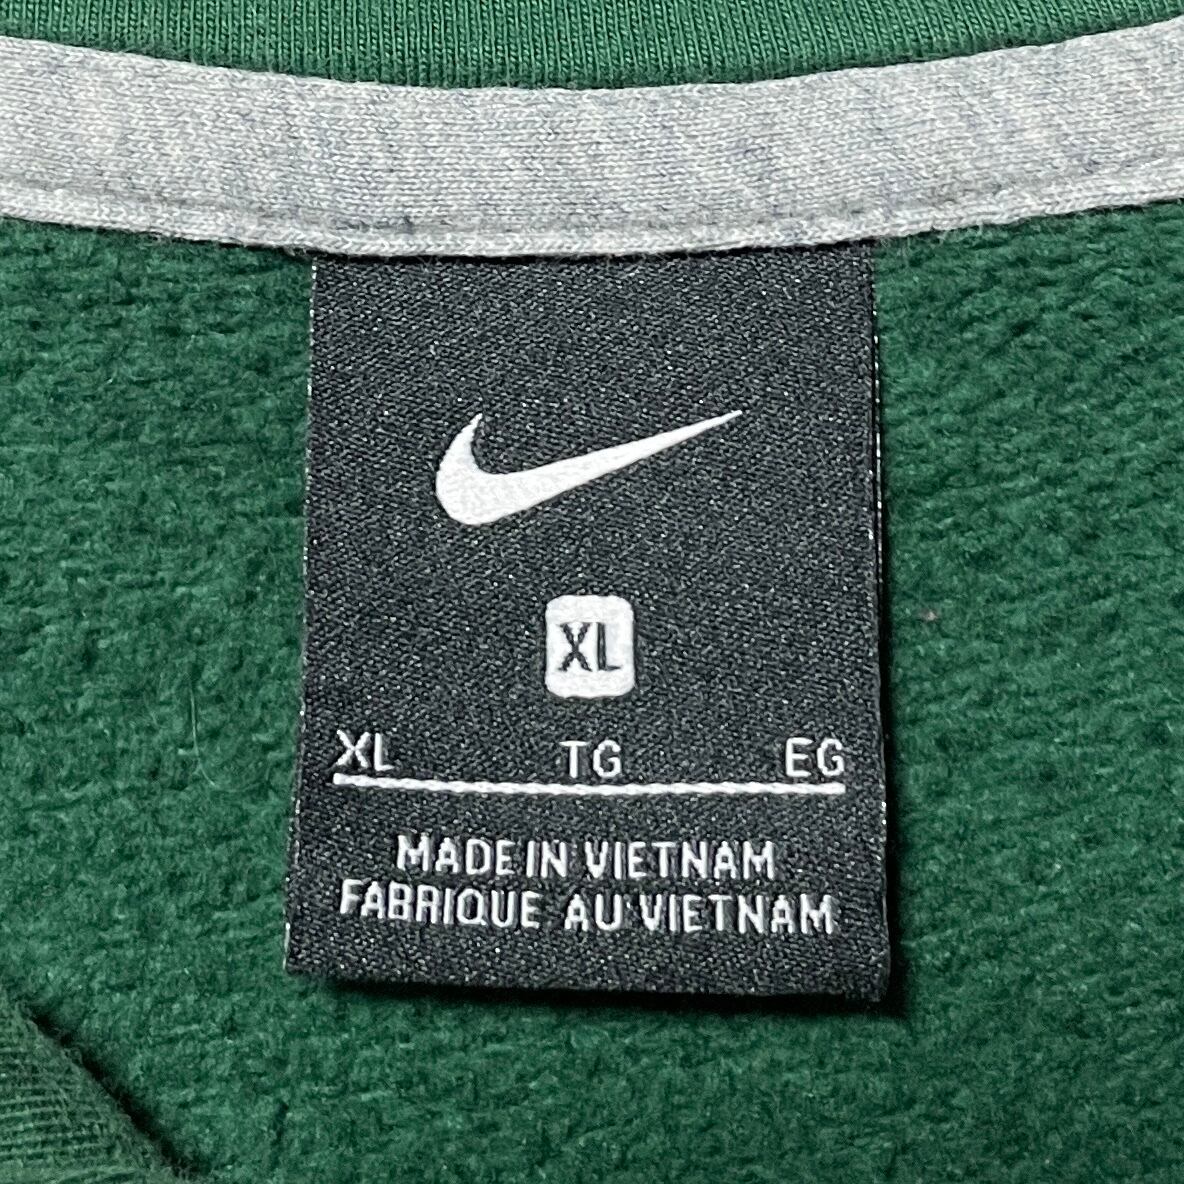 XL
XL TG EG
MADE IN VIETNAM
FABRIQUE AU VIETNAM